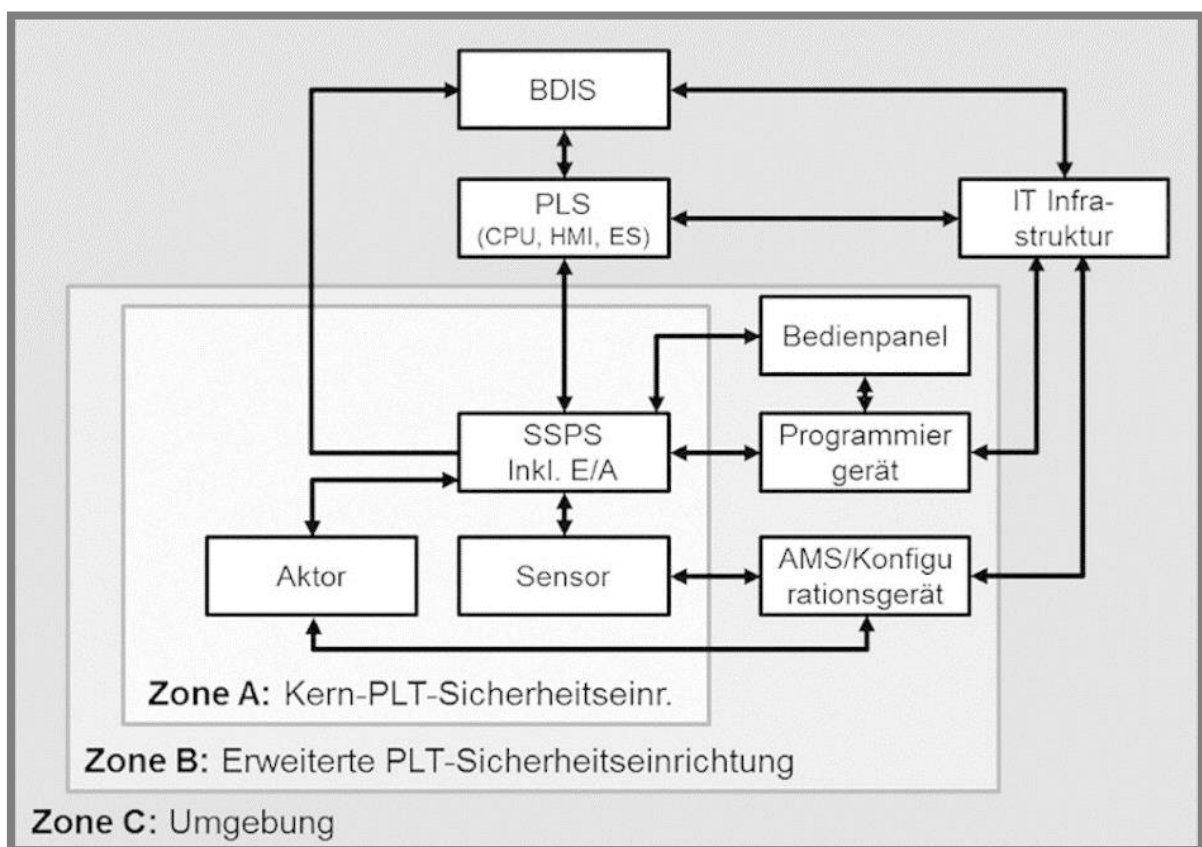 BDIS
PLS
(CPU, HMI, ES)
IT Infra-
struktur
Bedienpanel
SSPS
Inkl. E/A
Programmier
gerät
Aktor
Sensor
AMS/Konfigu
rationsgerät
Zone A: Kern-PLT-Sicherheitseinr.
Zone B: Erweiterte PLT-Sicherheitseinrichtung
Zone C: Umgebung